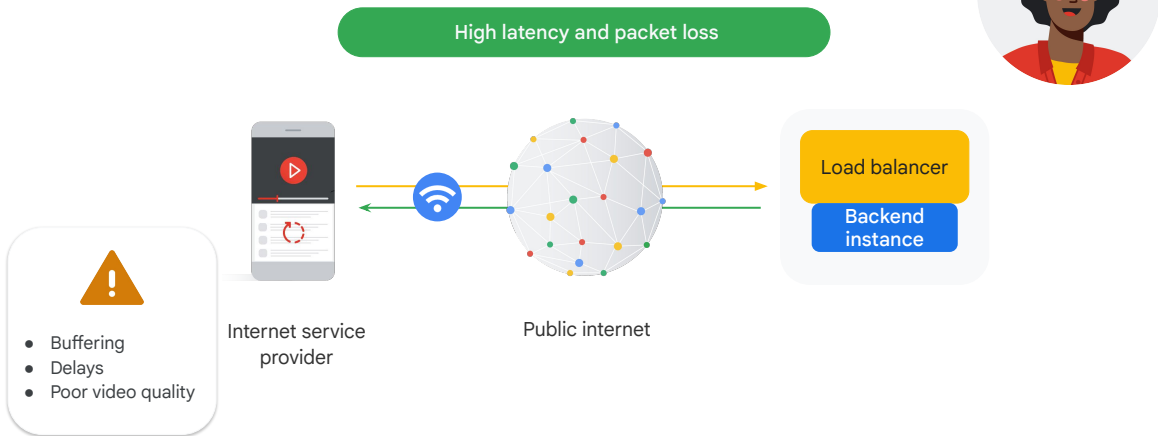 High latency and packet loss
Load balancer
Backend
instance
Internet service
provider
Public internet
● Buffering
● Delays
● Poor video quality